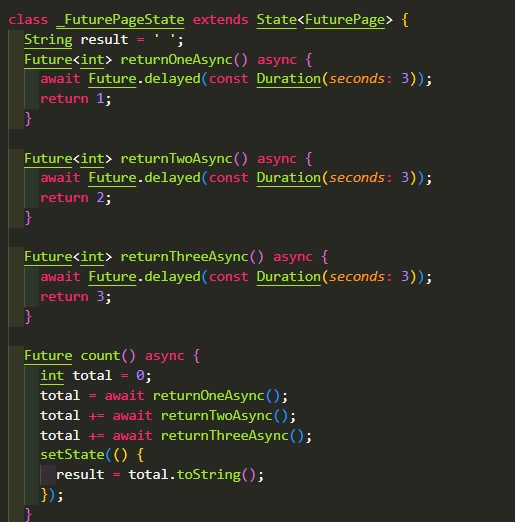 class _FuturePageState extends State<FuturePage> {
  String result = ' ';
  Future<int> returnOneAsync() async {
    await Future.delayed(const Duration(seconds: 3));
    return 1;
  }

  Future<int> returnTwoAsync() async {
    await Future.delayed(const Duration(seconds: 3));
    return 2;
  }

  Future<int> returnThreeAsync() async {
    await Future.delayed(const Duration(seconds: 3));
    return 3;
  }

  Future count() async {
    int total = 0;
    total = await returnOneAsync();
    total += await returnTwoAsync();
    total += await returnThreeAsync();
    setState(() {
      result = total.toString();
    });
  }